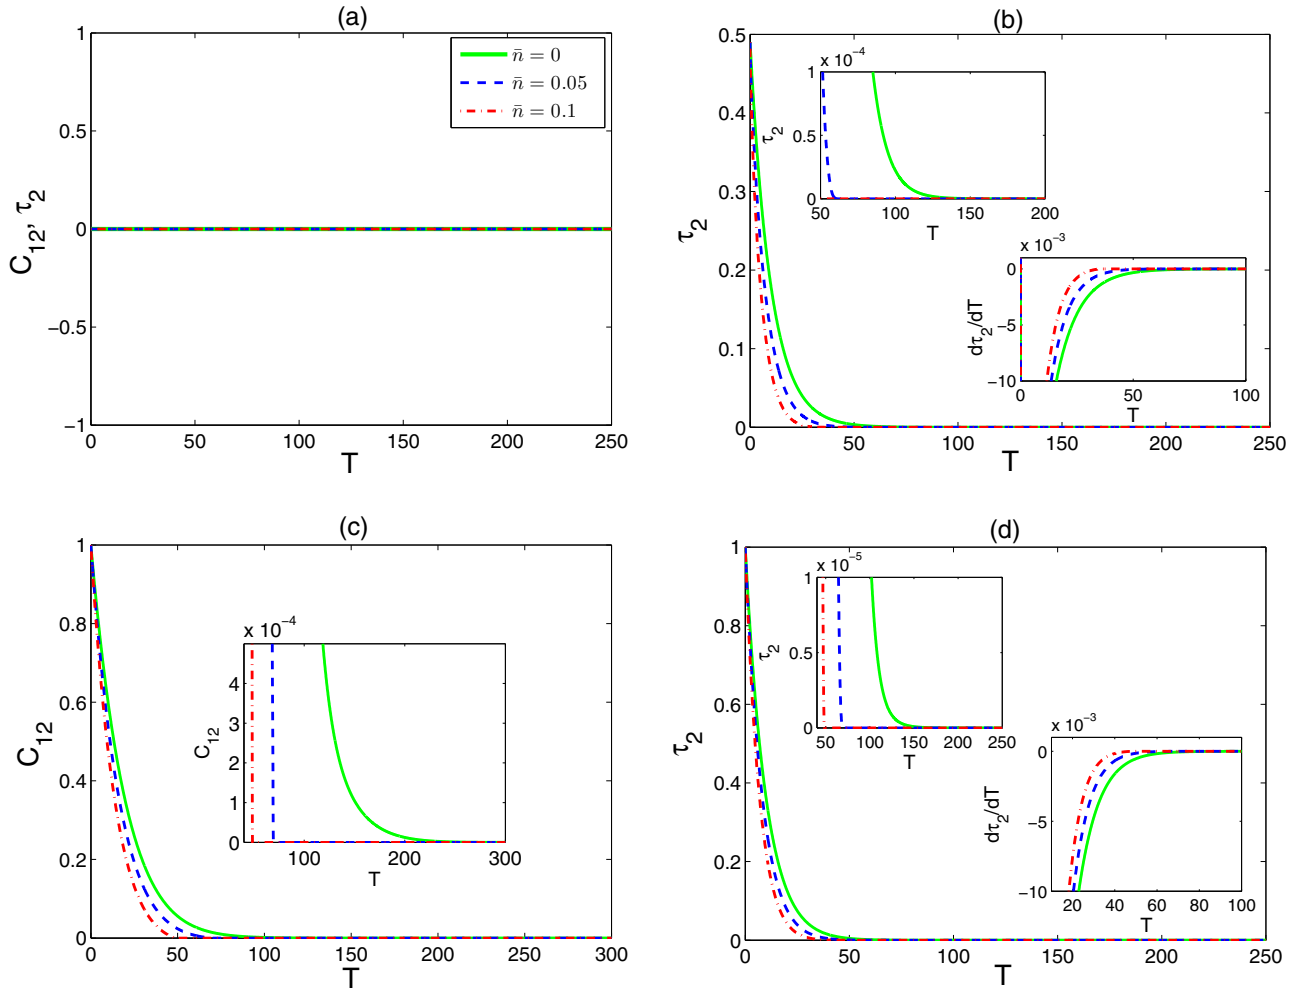 (a)
1
0.5
0
−0.5
−1
0 50 100 150 200 250
C12, τ2
T
n̄ = 0
n̄ = 0.05
n̄ = 0.1
(b)
0.5
0.4
0.3
0.2
0.1
0
0 50 100 150 200 250
τ2
T
x 10−4
1
0.5
0
50 100 150 200
τ2
T
x 10−3
0
−5
−10
0 50 100
dτ2/dT
T
(c)
1
0.8
0.6
0.4
0.2
0
0 50 100 150 200 250 300
C12
T
x 10−4
4
3
2
1
0
100 200 300
C12
T
(d)
1
0.8
0.6
0.4
0.2
0
0 50 100 150 200 250
τ2
T
x 10−5
1
0.5
0
50 100 150 200 250
τ2
T
x 10−3
0
−5
−10
20 40 60 80 100
dτ2/dT
T